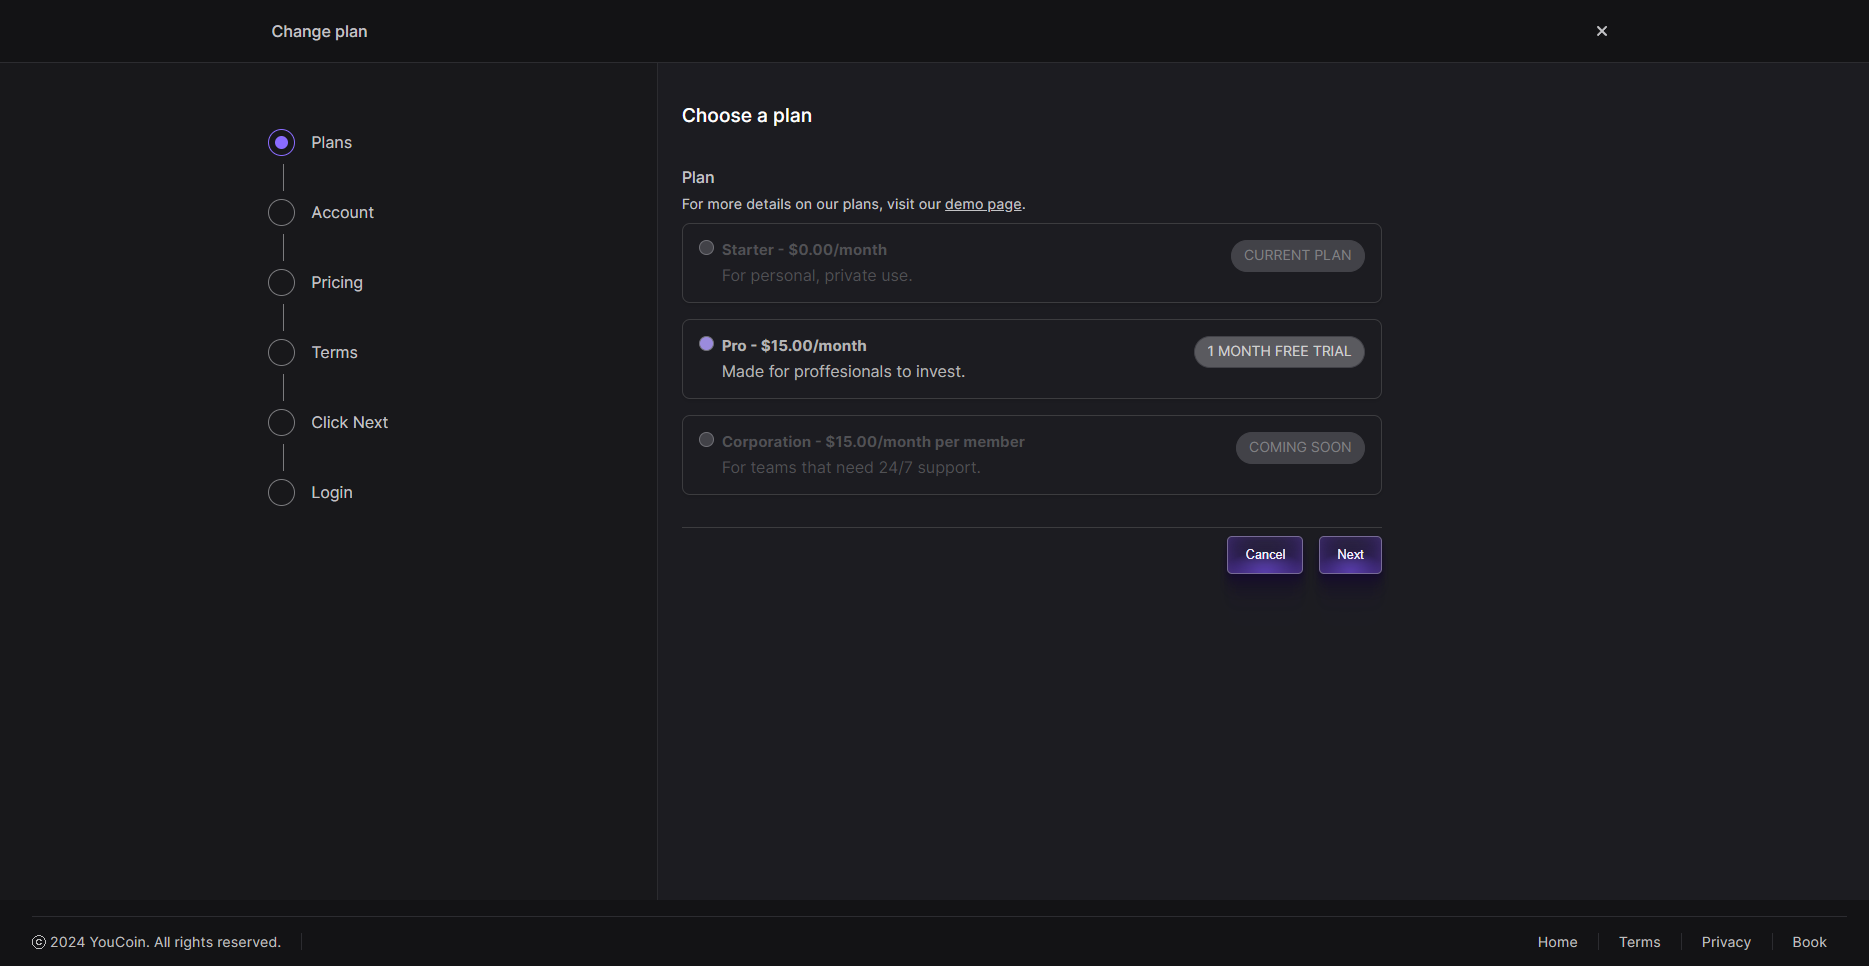 Change plan
×
Plans
Account
Pricing
Terms
Click Next
Login
Choose a plan
Plan
For more details on our plans, visit our demo page.
Starter - $0.00/month
CURRENT PLAN
For personal, private use.
Pro - $15.00/month
1 MONTH FREE TRIAL
Made for proffesionals to invest.
Corporation - $15.00/month per member
COMING SOON
For teams that need 24/7 support.
Cancel
Next
© 2024 YouCoin. All rights reserved.
Home
Terms
Privacy
Book